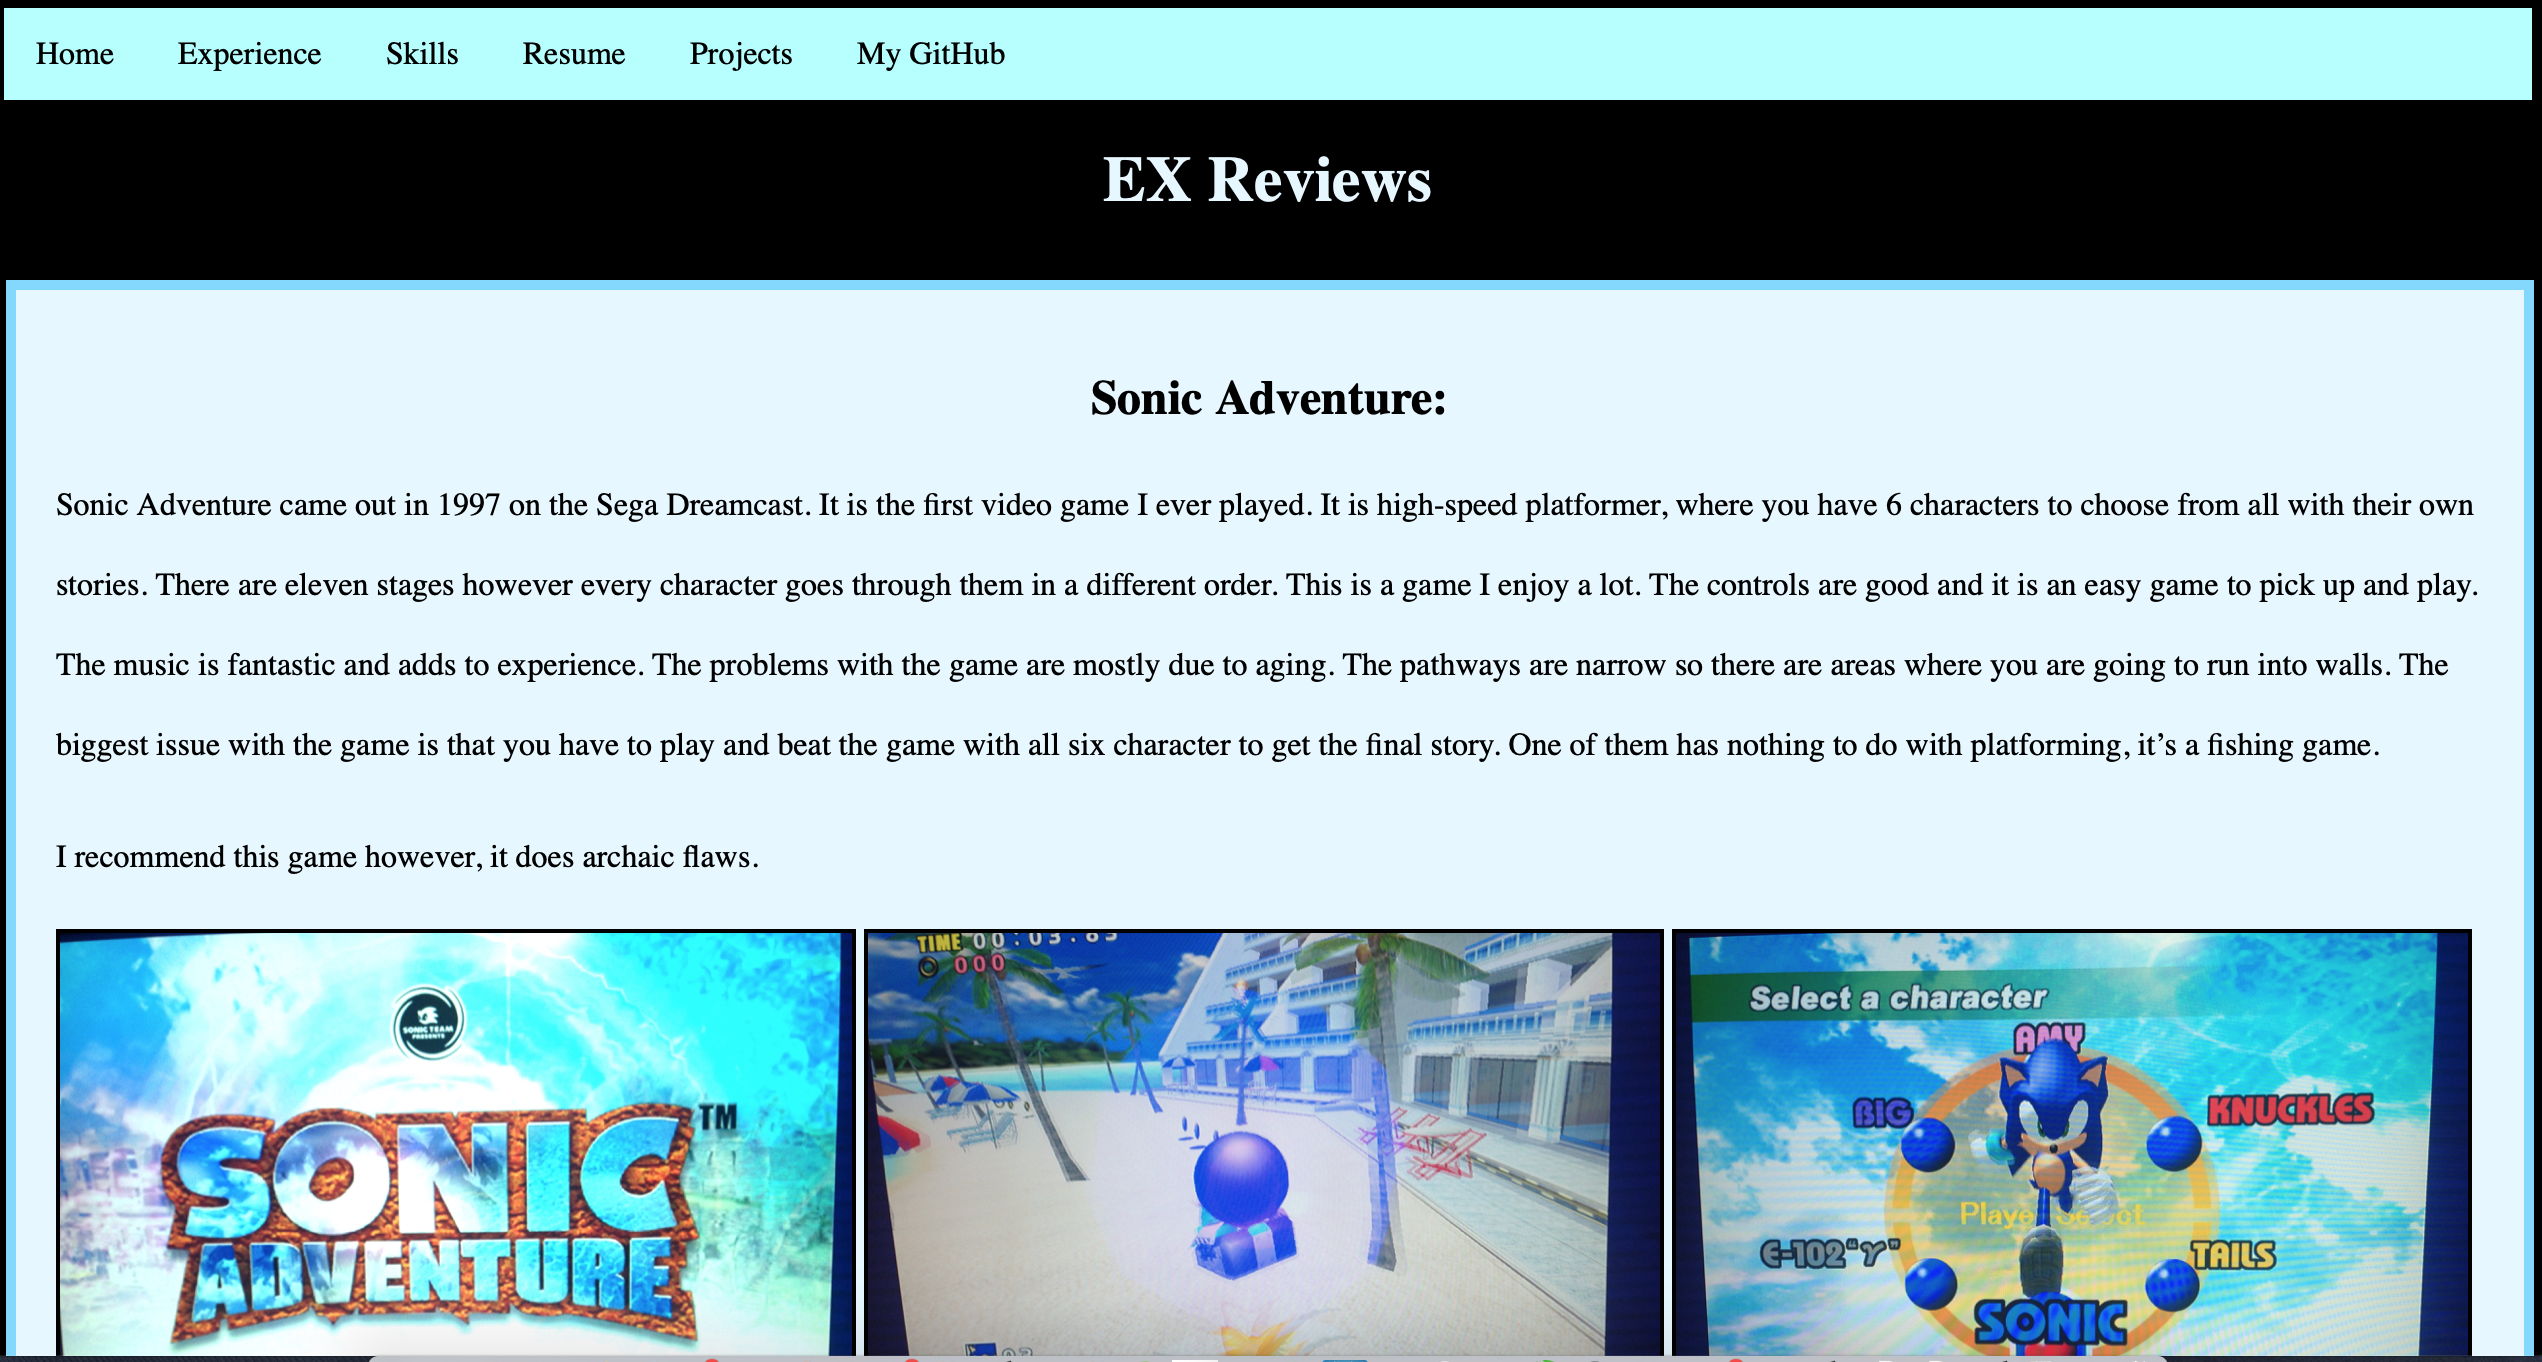 Home Experience Skills Resume Projects My GitHub
EX Reviews
Sonic Adventure:
Sonic Adventure came out in 1997 on the Sega Dreamcast. It is the first video game I ever played. It is high-speed platformer, where you have 6 characters to choose from all with their own
stories. There are eleven stages however every character goes through them in a different order. This is a game I enjoy a lot. The controls are good and it is an easy game to pick up and play.
The music is fantastic and adds to experience. The problems with the game are mostly due to aging. The pathways are narrow so there are areas where you are going to run into walls. The
biggest issue with the game is that you have to play and beat the game with all six character to get the final story. One of them has nothing to do with platforming, it’s a fishing game.
I recommend this game however, it does archaic flaws.
SONIC TEAM
PRESENTS
SONIC TM
ADVENTURE
TIME 00:03.83
000
Select a character
AMY
BIG
KNUCKLES
Player Select
E-102 "γ"
TAILS
SONIC